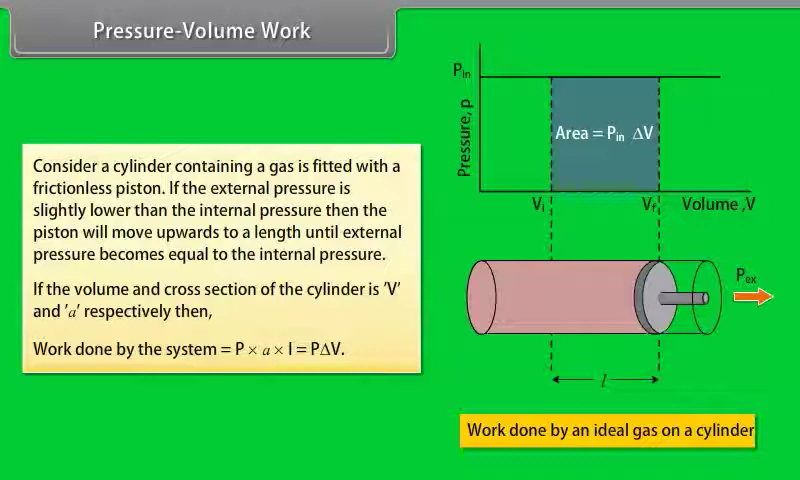 Pressure-Volume Work
Consider a cylinder containing a gas is fitted with a
frictionless piston. If the external pressure is
slightly lower than the internal pressure then the
piston will move upwards to a length until external
pressure becomes equal to the internal pressure.
If the volume and cross section of the cylinder is 'V'
and 'a' respectively then,
Work done by the system = P × a × l = PΔV.
Pin
Pressure, p
Area = Pin ΔV
Vi
Vf
Volume ,V
Pex
l
Work done by an ideal gas on a cylinder